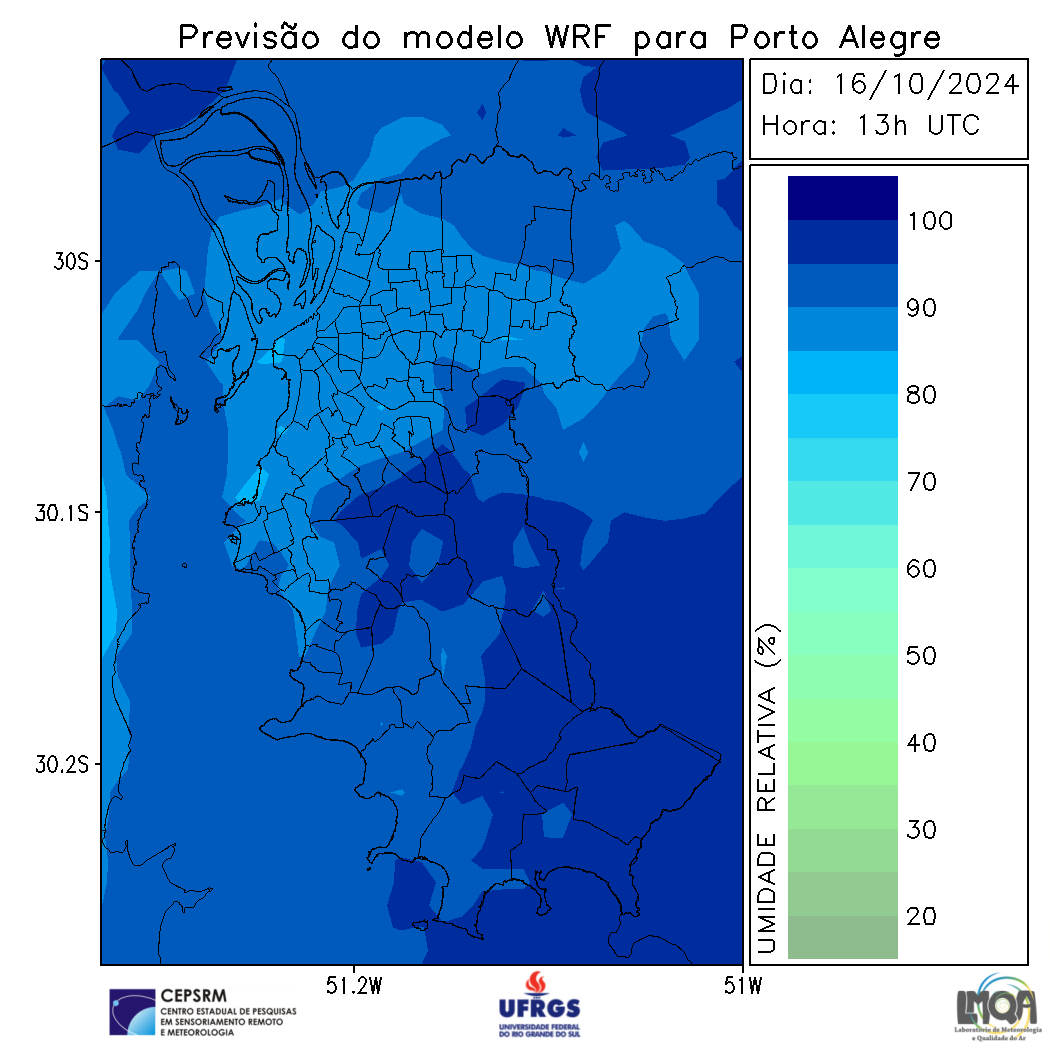 Previsão do modelo WRF para Porto Alegre
Dia: 16/10/2024
Hora: 13h UTC
100
90
80
70
60
50
40
30
20
UMIDADE RELATIVA (%)
30S
30.1S
30.2S
51.2W
51W
CEPSRM
CENTRO ESTADUAL DE PESQUISAS
EM SENSORIAMENTO REMOTO
E METEOROLOGIA
UFRGS
UNIVERSIDADE FEDERAL
DO RIO GRANDE DO SUL
LMQA
Laboratório de Meteorologia
e Qualidade do Ar